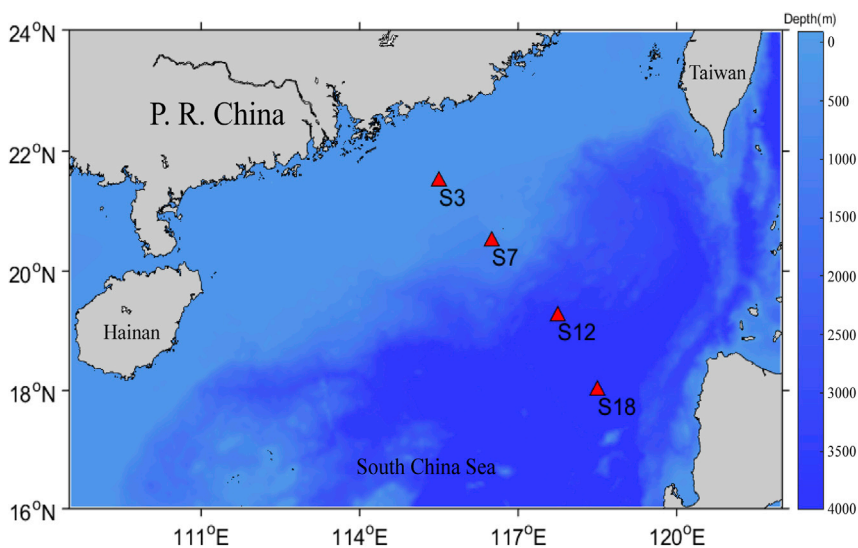 24°N
22°N
20°N
18°N
16°N
111°E
114°E
117°E
120°E
P. R. China
Taiwan
Hainan
South China Sea
S3
S7
S12
S18
Depth(m)
0
500
1000
1500
2000
2500
3000
3500
4000